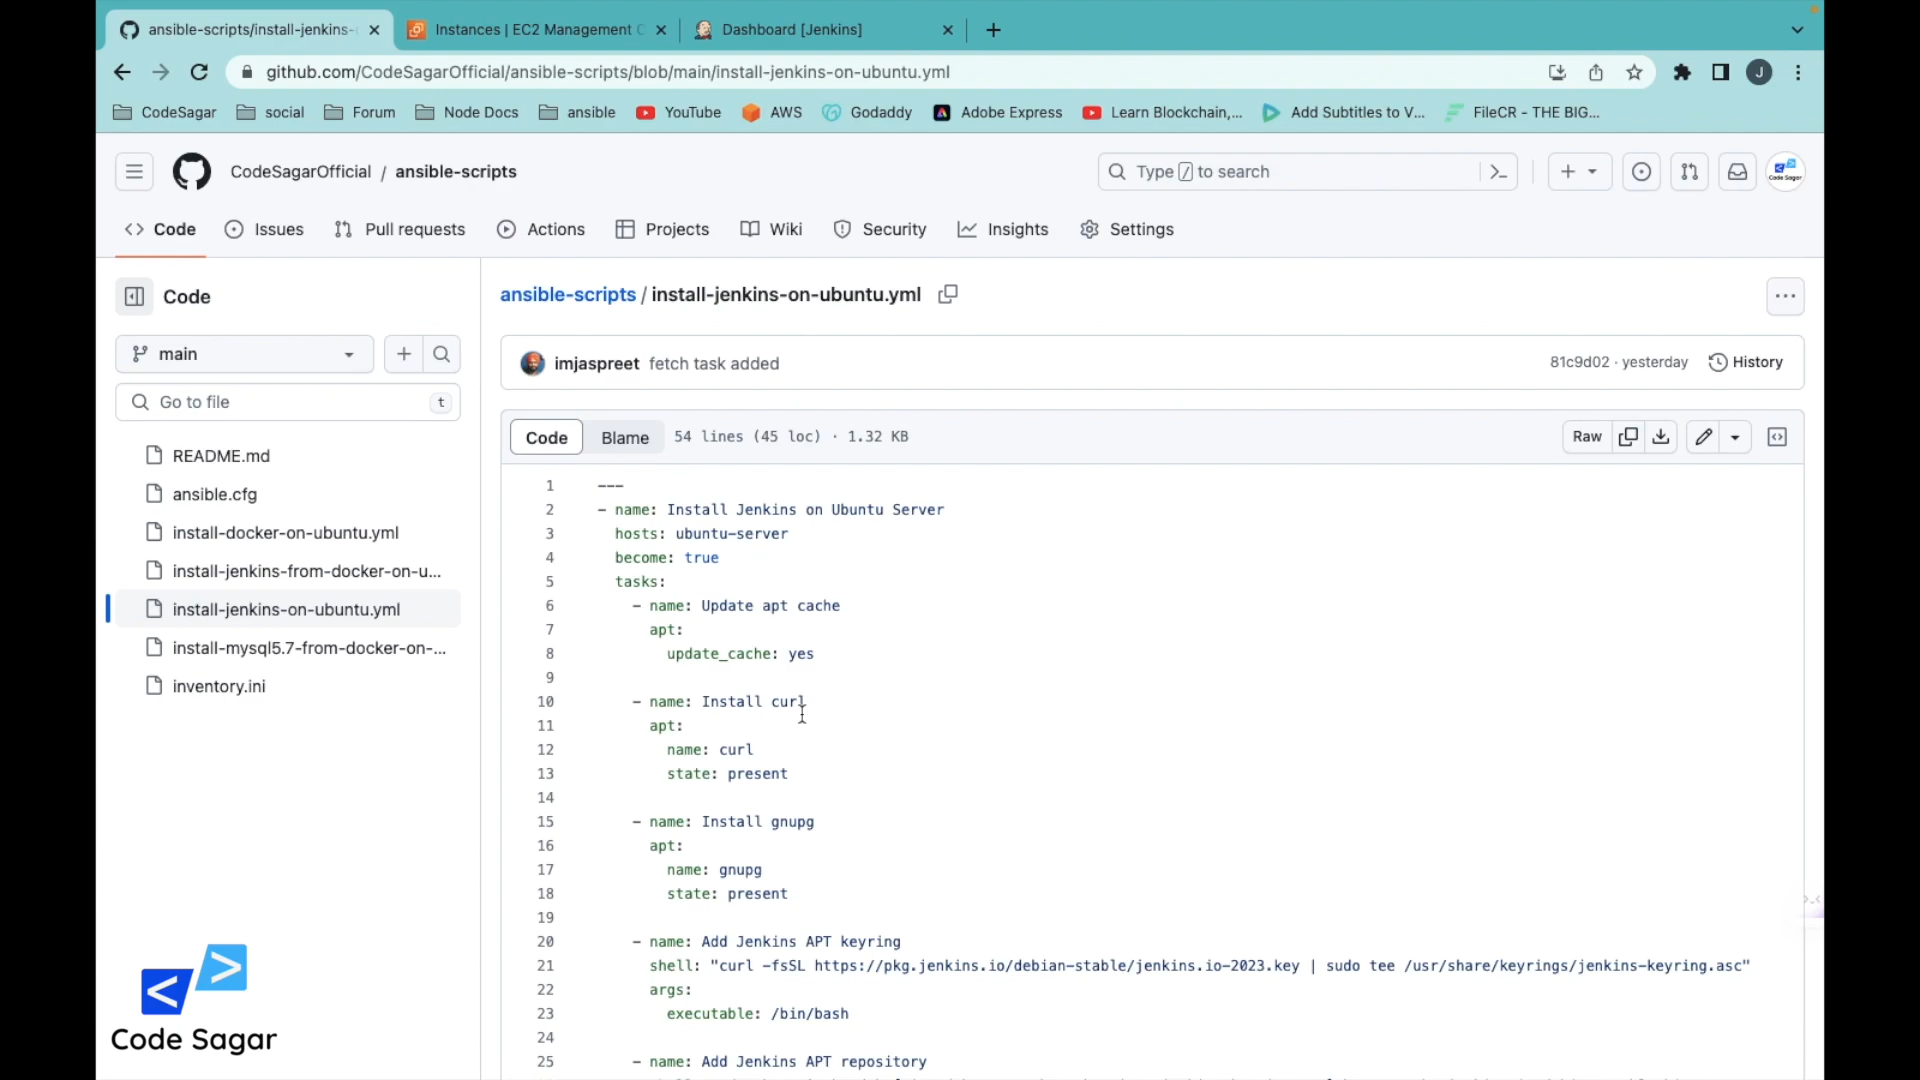 ansible-scripts/install-jenkins-
Instances | EC2 Management C
Dashboard [Jenkins]
github.com/CodeSagarOfficial/ansible-scripts/blob/main/install-jenkins-on-ubuntu.yml
J
CodeSagar
social
Forum
Node Docs
ansible
YouTube
AWS
Godaddy
Adobe Express
Learn Blockchain,...
Add Subtitles to V...
FileCR - THE BIG...
CodeSagarOfficial / ansible-scripts
Type / to search
Code Sagar
Code
Issues
Pull requests
Actions
Projects
Wiki
Security
Insights
Settings
Code
main
Go to file
t
README.md
ansible.cfg
install-docker-on-ubuntu.yml
install-jenkins-from-docker-on-u...
install-jenkins-on-ubuntu.yml
install-mysql5.7-from-docker-on-...
inventory.ini
ansible-scripts / install-jenkins-on-ubuntu.yml
imjaspreet fetch task added
81c9d02 · yesterday
History
Code
Blame
54 lines (45 loc) · 1.32 KB
Raw
1 ---
2 - name: Install Jenkins on Ubuntu Server
3 hosts: ubuntu-server
4 become: true
5 tasks:
6 - name: Update apt cache
7 apt:
8 update_cache: yes
9
10 - name: Install curl
11 apt:
12 name: curl
13 state: present
14
15 - name: Install gnupg
16 apt:
17 name: gnupg
18 state: present
19
20 - name: Add Jenkins APT keyring
21 shell: "curl -fsSL https://pkg.jenkins.io/debian-stable/jenkins.io-2023.key | sudo tee /usr/share/keyrings/jenkins-keyring.asc"
22 args:
23 executable: /bin/bash
24
25 - name: Add Jenkins APT repository
Code Sagar